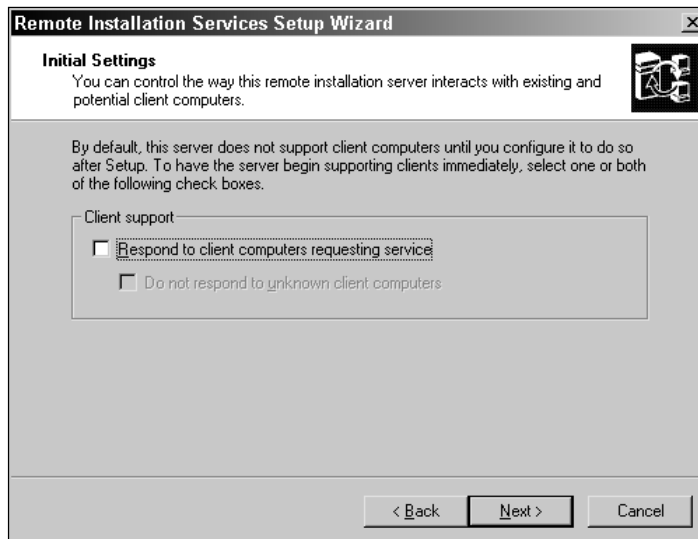 Remote Installation Services Setup Wizard
Initial Settings
You can control the way this remote installation server interacts with existing and
potential client computers.
By default, this server does not support client computers until you configure it to do so
after Setup. To have the server begin supporting clients immediately, select one or both
of the following check boxes.
Client support
Respond to client computers requesting service
Do not respond to unknown client computers
< Back
Next >
Cancel